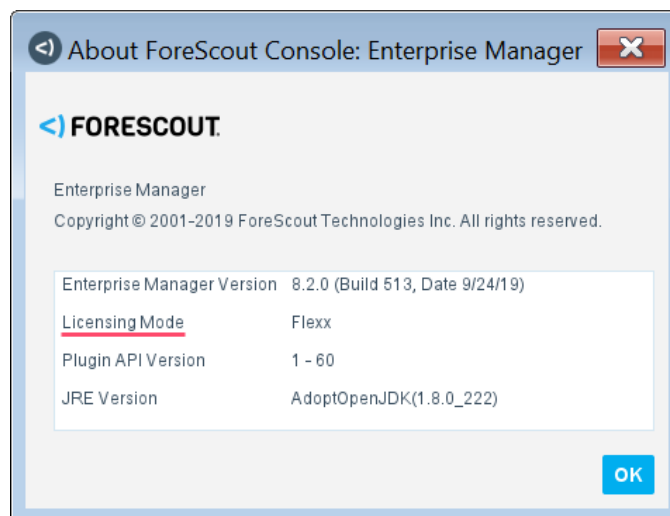 About ForeScout Console: Enterprise Manager
<) FORESCOUT.
Enterprise Manager
Copyright © 2001-2019 ForeScout Technologies Inc. All rights reserved.
Enterprise Manager Version 8.2.0 (Build 513, Date 9/24/19)
Licensing Mode Flexx
Plugin API Version 1 - 60
JRE Version AdoptOpenJDK(1.8.0_222)
OK